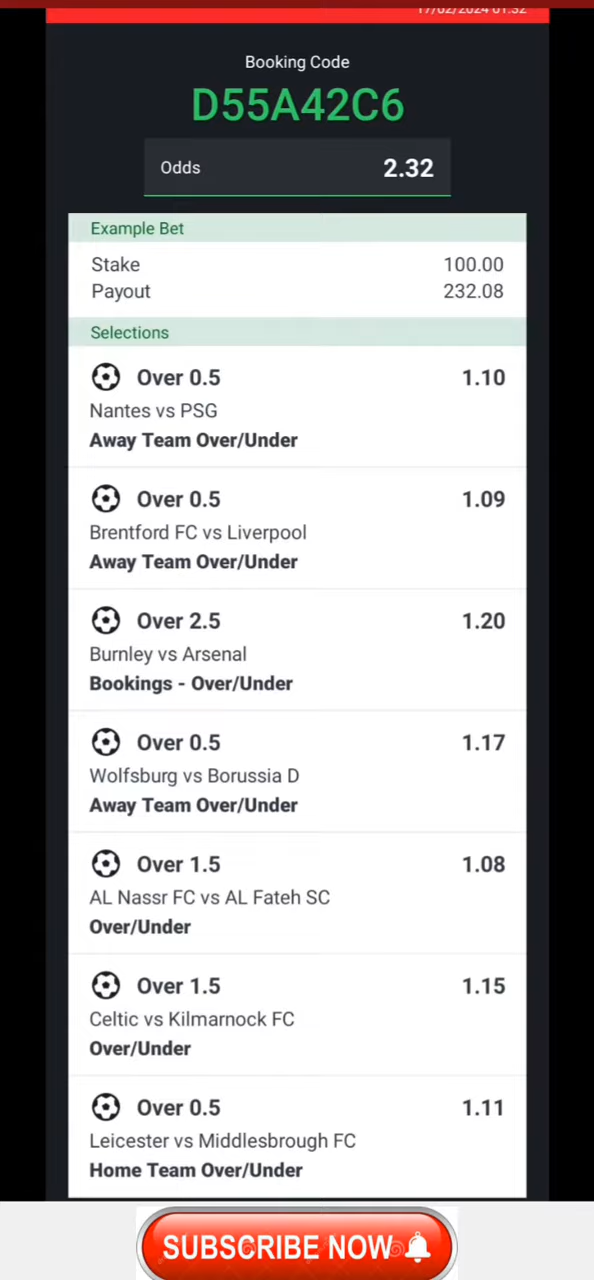 17/02/2024 01:32
Booking Code
D55A42C6
Odds 2.32
Example Bet
Stake 100.00
Payout 232.08
Selections
Over 0.5 1.10
Nantes vs PSG
Away Team Over/Under
Over 0.5 1.09
Brentford FC vs Liverpool
Away Team Over/Under
Over 2.5 1.20
Burnley vs Arsenal
Bookings - Over/Under
Over 0.5 1.17
Wolfsburg vs Borussia D
Away Team Over/Under
Over 1.5 1.08
AL Nassr FC vs AL Fateh SC
Over/Under
Over 1.5 1.15
Celtic vs Kilmarnock FC
Over/Under
Over 0.5 1.11
Leicester vs Middlesbrough FC
Home Team Over/Under
SUBSCRIBE NOW